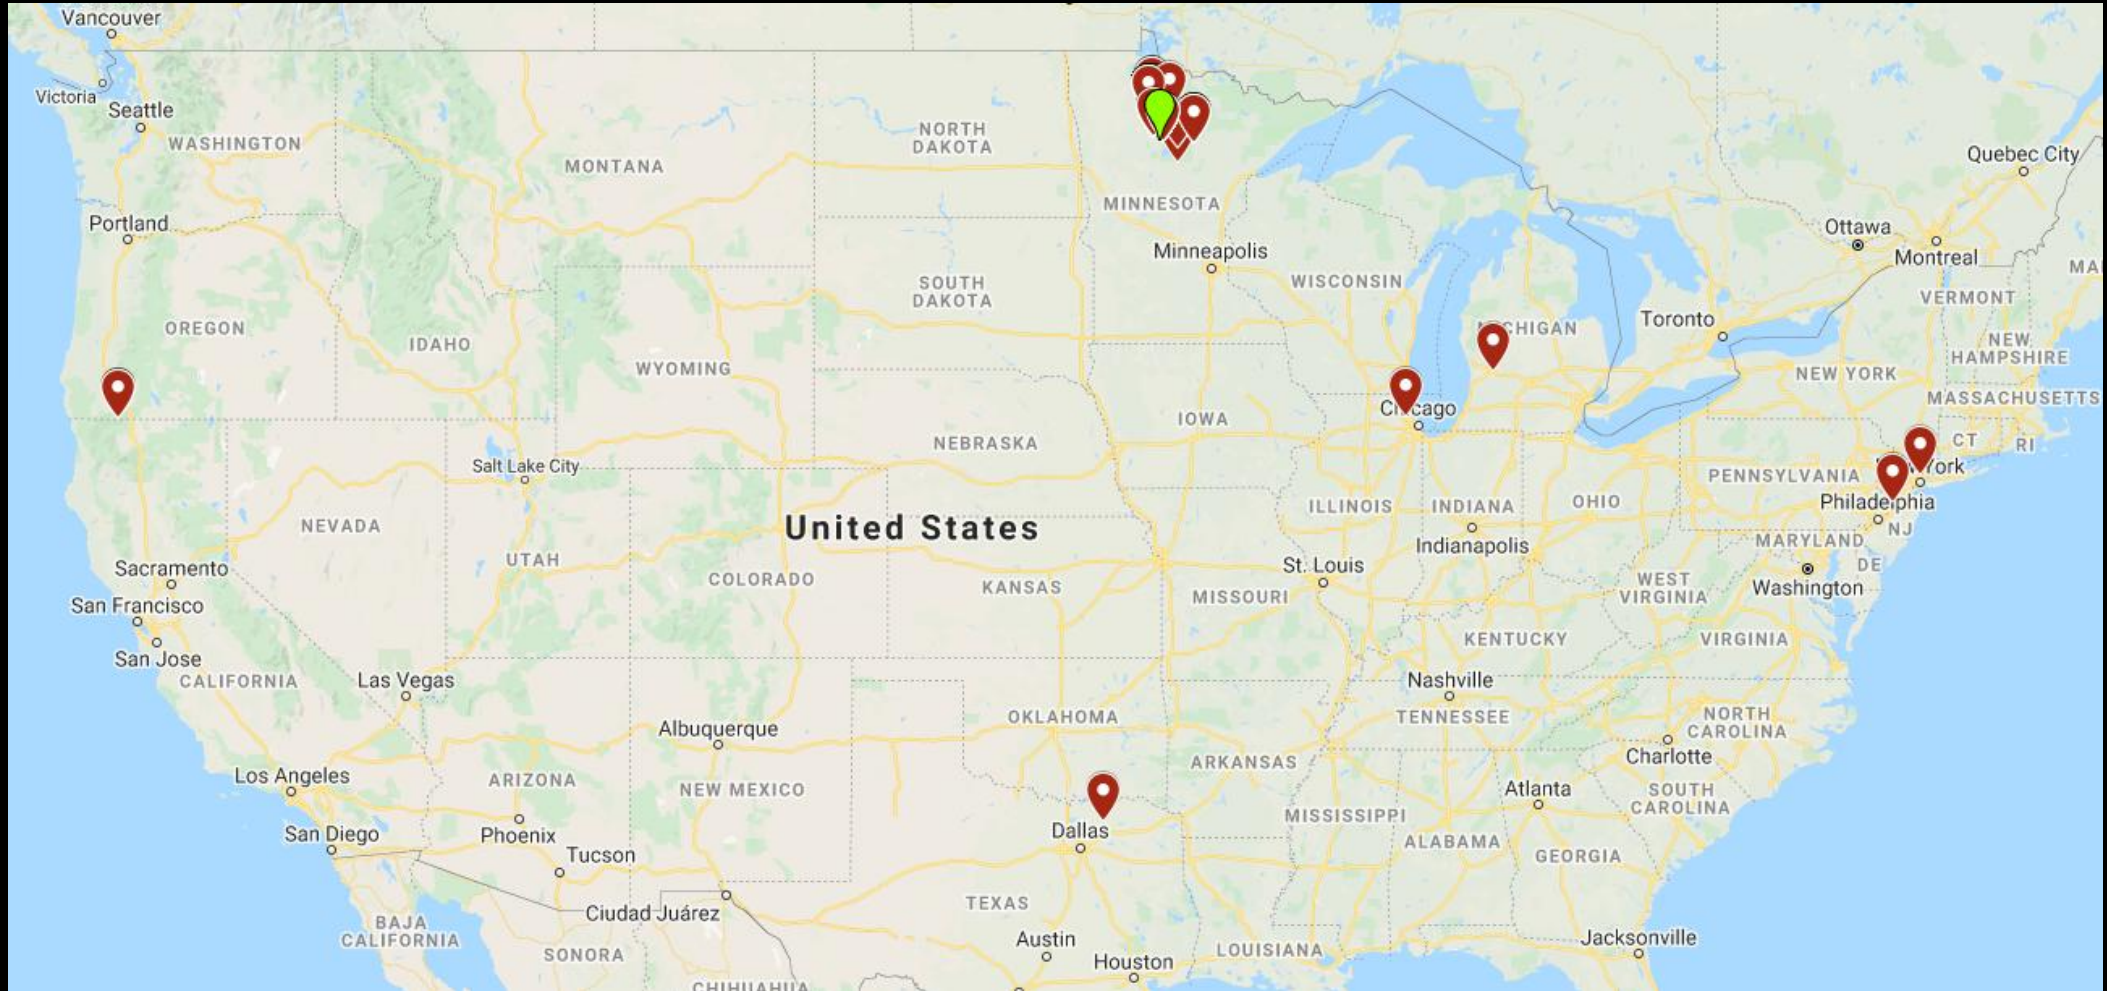 Vancouver
Victoria
Seattle
WASHINGTON
Portland
OREGON
IDAHO
MONTANA
WYOMING
NORTH
DAKOTA
SOUTH
DAKOTA
MINNESOTA
Minneapolis
WISCONSIN
Quebec City
Ottawa
Montreal
Toronto
VERMONT
NEW
HAMPSHIRE
NEW YORK
MASSACHUSETTS
CT
RI
PENNSYLVANIA
Philadelphia
NJ
MARYLAND
DE
Washington
WEST
VIRGINIA
VIRGINIA
OHIO
INDIANA
Indianapolis
ILLINOIS
Chicago
IOWA
NEBRASKA
Salt Lake City
NEVADA
UTAH
COLORADO
United States
KANSAS
MISSOURI
St. Louis
KENTUCKY
Nashville
TENNESSEE
NORTH
CAROLINA
Charlotte
SOUTH
CAROLINA
Atlanta
GEORGIA
ALABAMA
MISSISSIPPI
ARKANSAS
OKLAHOMA
Sacramento
San Francisco
San Jose
CALIFORNIA
Las Vegas
Los Angeles
San Diego
ARIZONA
Phoenix
Tucson
Albuquerque
NEW MEXICO
Ciudad Juárez
Dallas
TEXAS
Austin
Houston
LOUISIANA
Jacksonville
BAJA
CALIFORNIA
SONORA
CHIHUAHUA